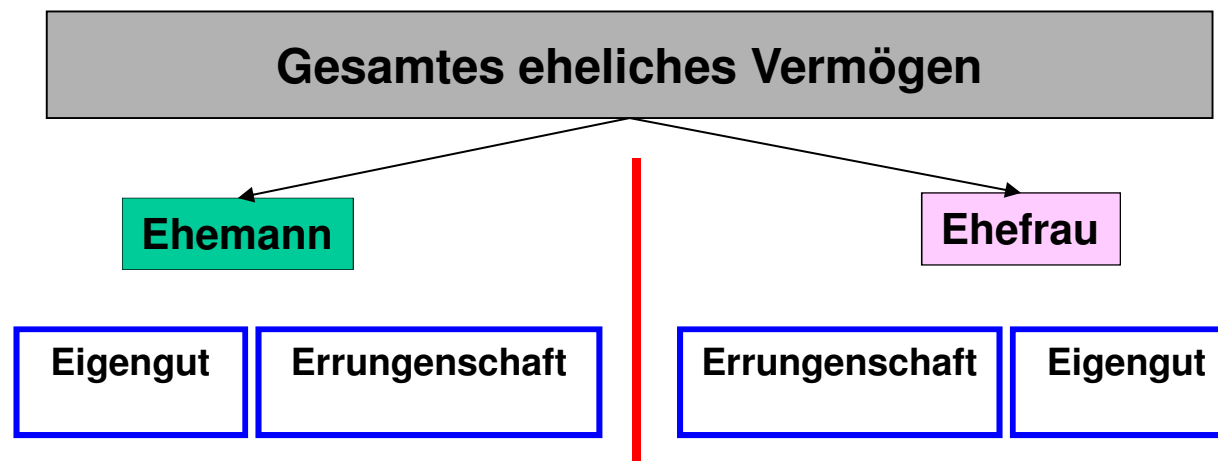 Gesamtes eheliches Vermögen
Ehemann
Ehefrau
Eigengut
Errungenschaft
Errungenschaft
Eigengut